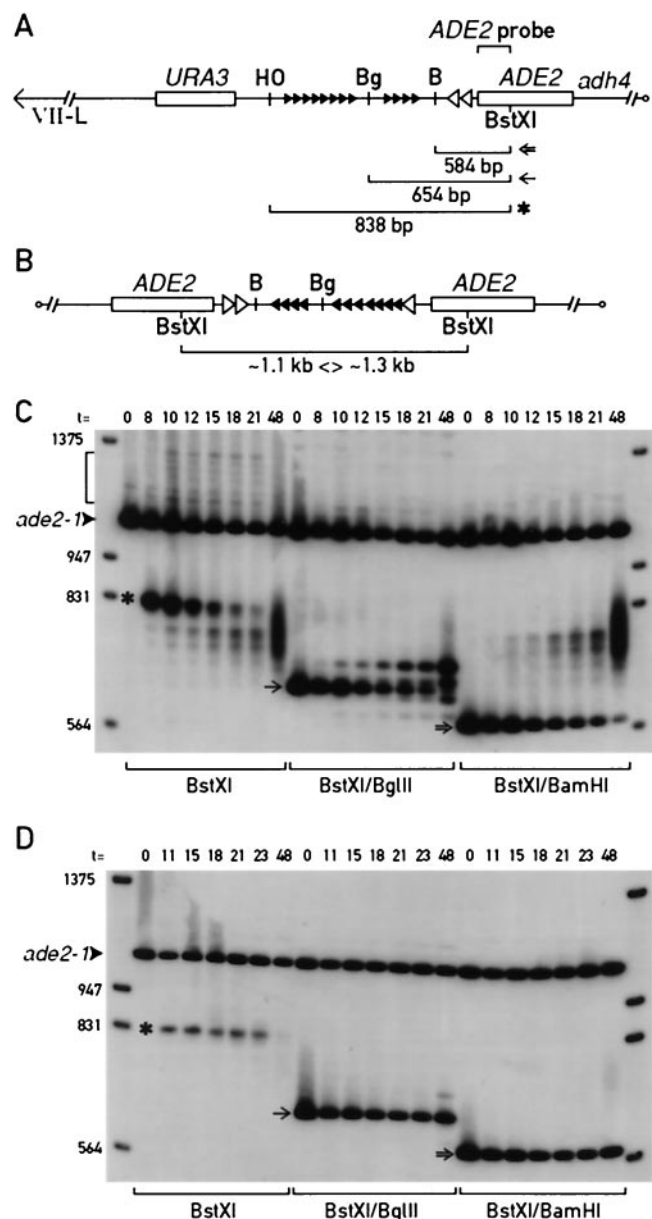 A
ADE2 probe
URA3 HO Bg B ADE2 adh4
VII-L BstXI
584 bp
654 bp
838 bp *
B
ADE2 B Bg ADE2
BstXI BstXI
~1.1 kb <> ~1.3 kb
C
t= 0 8 10 12 15 18 21 48 0 8 10 12 15 18 21 48 0 8 10 12 15 18 21 48
1375
ade2-1
947
831 *
564
BstXI BstXI/BglII BstXI/BamHI
D
t= 0 11 15 18 21 23 48 0 11 15 18 21 23 48 0 11 15 18 21 23 48
1375
ade2-1
947
831 *
564
BstXI BstXI/BglII BstXI/BamHI